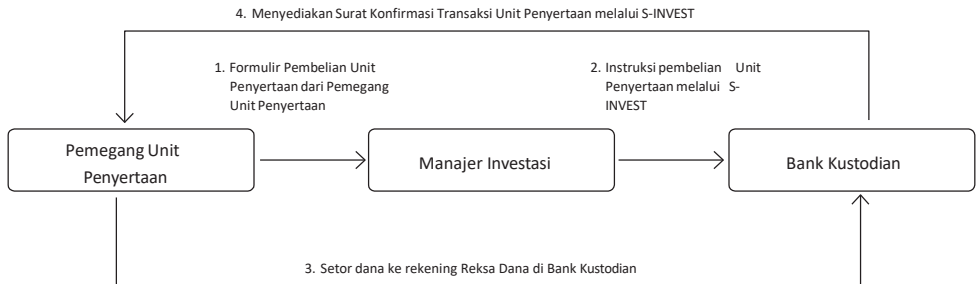 4. Menyediakan Surat Konfirmasi Transaksi Unit Penyertaan melalui S-INVEST
1. Formulir Pembelian Unit
Penyertaan dari Pemegang
Unit Penyertaan
2. Instruksi pembelian Unit
Penyertaan melalui S-
INVEST
Pemegang Unit
Penyertaan
Manajer Investasi
Bank Kustodian
3. Setor dana ke rekening Reksa Dana di Bank Kustodian